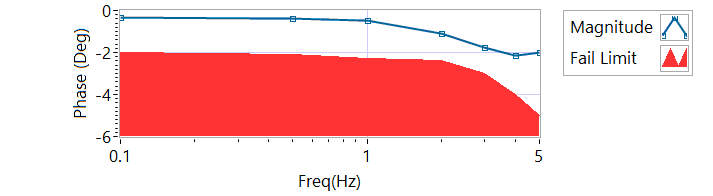 0
-2
-4
-6
Phase (Deg)
0.1
1
5
Freq(Hz)
Magnitude
Fail Limit